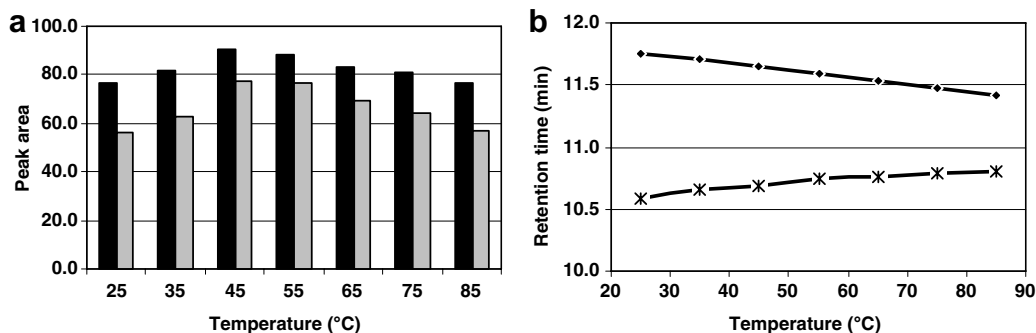 a
100.0
80.0
60.0
40.0
20.0
0.0
Peak area
25 35 45 55 65 75 85
Temperature (°C)
b
12.0
11.5
11.0
10.5
10.0
Retention time (min)
20 30 40 50 60 70 80 90
Temperature (°C)